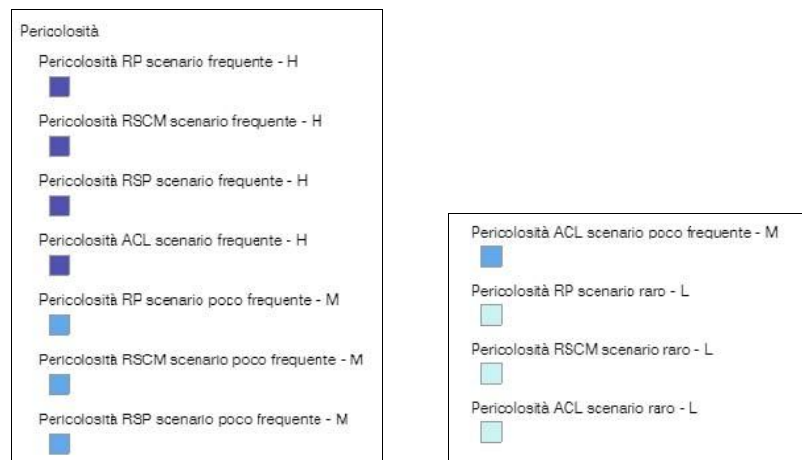 Pericolosità
Pericolosità RP scenario frequente - H
Pericolosità RSCM scenario frequente - H
Pericolosità RSP scenario frequente - H
Pericolosità ACL scenario frequente - H
Pericolosità RP scenario poco frequente - M
Pericolosità RSCM scenario poco frequente - M
Pericolosità RSP scenario poco frequente - M
Pericolosità ACL scenario poco frequente - M
Pericolosità RP scenario raro - L
Pericolosità RSCM scenario raro - L
Pericolosità ACL scenario raro - L